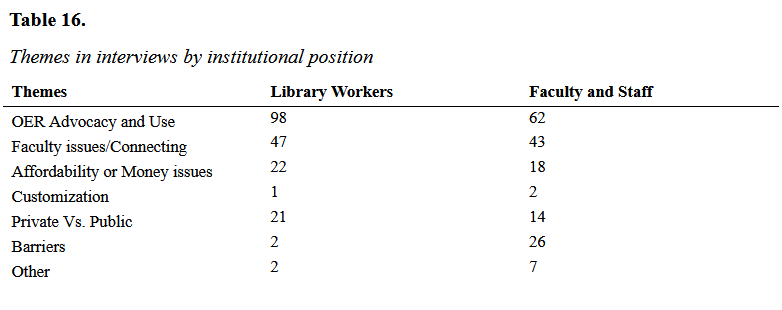 Table 16.
Themes in interviews by institutional position
Themes Library Workers Faculty and Staff
OER Advocacy and Use 98 62
Faculty issues/Connecting 47 43
Affordability or Money issues 22 18
Customization 1 2
Private Vs. Public 21 14
Barriers 2 26
Other 2 7